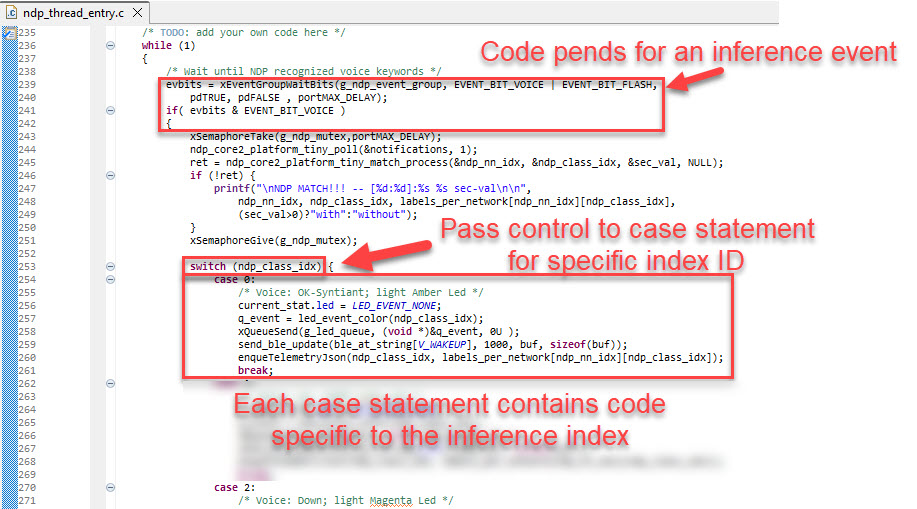 ndp_thread_entry.c
235 /* TODO: add your own code here */
236 while (1)
237 {
238 /* Wait until NDP recognized voice keywords */
239 evbits = xEventGroupWaitBits(g_ndp_event_group, EVENT_BIT_VOICE | EVENT_BIT_FLASH,
240 pdTRUE, pdFALSE , portMAX_DELAY);
241 if( evbits & EVENT_BIT_VOICE )
242 {
243 xSemaphoreTake(g_ndp_mutex,portMAX_DELAY);
244 ndp_core2_platform_tiny_poll(&notifications, 1);
245 ret = ndp_core2_platform_tiny_match_process(&ndp_nn_idx, &ndp_class_idx, &sec_val, NULL);
246 if (!ret) {
247 printf("\nNDP MATCH!!! -- [%d:%d]:%s %s sec-val\n\n",
248 ndp_nn_idx, ndp_class_idx, labels_per_network[ndp_nn_idx][ndp_class_idx],
249 (sec_val>0)?"with":"without");
250 }
251 xSemaphoreGive(g_ndp_mutex);
252
253 switch (ndp_class_idx) {
254 case 0:
255 /* Voice: OK-Syntiant; light Amber Led */
256 current_stat.led = LED_EVENT_NONE;
257 q_event = led_event_color(ndp_class_idx);
258 xQueueSend(g_led_queue, (void *)&q_event, 0U );
259 send_ble_update(ble_at_string[V_WAKEUP], 1000, buf, sizeof(buf));
260 enqueTelemetryJson(ndp_class_idx, labels_per_network[ndp_nn_idx][ndp_class_idx]);
261 break;
262
263
264
265
266
267
268
269
270 case 2:
271 /* Voice: Down; light Magenta Led */
Code pends for an inference event
Pass control to case statement
for specific index ID
Each case statement contains code
specific to the inference index